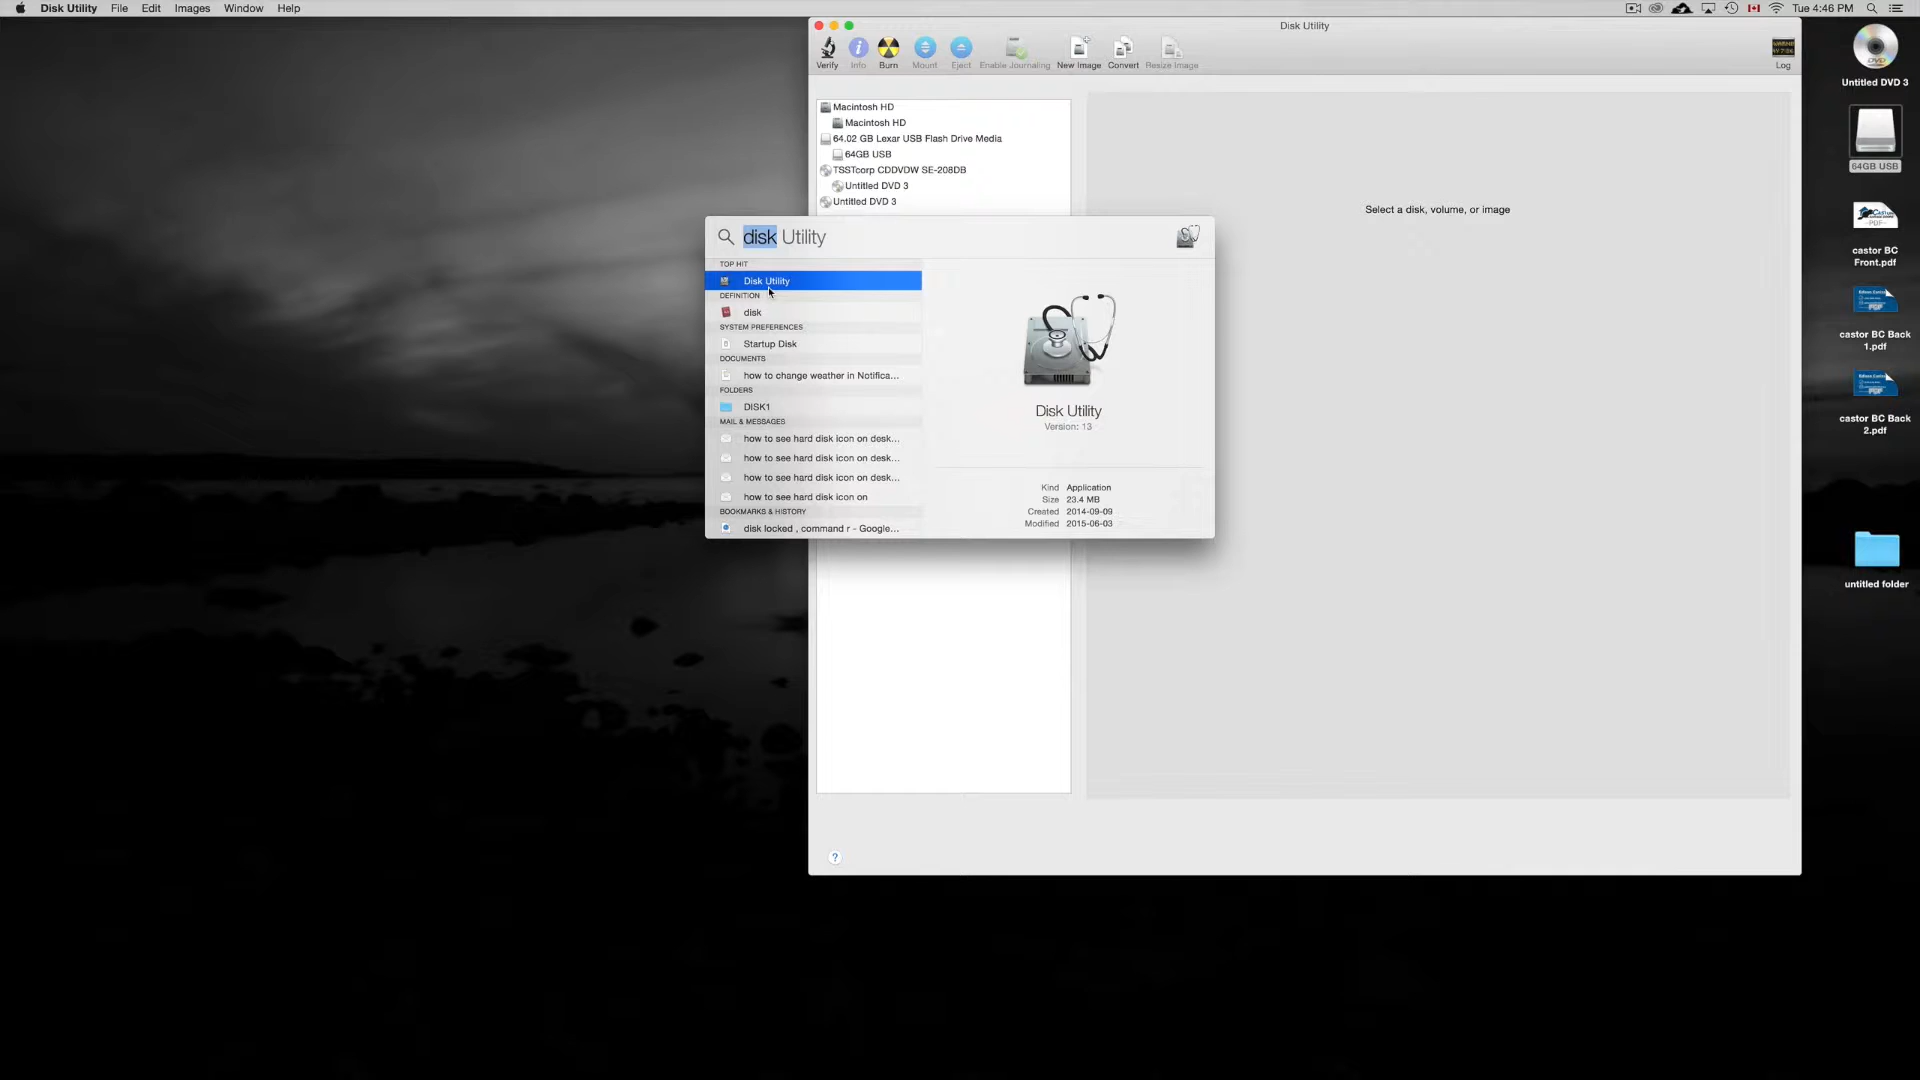 Disk Utility File Edit Images Window Help
Tue 4:46 PM
Disk Utility
Verify Info Burn Mount Eject Enable Journaling New Image Convert Resize Image Log
Macintosh HD
Macintosh HD
64.02 GB Lexar USB Flash Drive Media
64GB USB
TSSTcorp CDDVDW SE-208DB
Untitled DVD 3
Untitled DVD 3
Select a disk, volume, or image
disk Utility
TOP HIT
Disk Utility
DEFINITION
disk
SYSTEM PREFERENCES
Startup Disk
DOCUMENTS
how to change weather in Notifica...
FOLDERS
DISK1
MAIL & MESSAGES
how to see hard disk icon on desk...
how to see hard disk icon on desk...
how to see hard disk icon on desk...
how to see hard disk icon on
BOOKMARKS & HISTORY
disk locked , command r - Google...
Disk Utility
Version: 13
Kind Application
Size 23.4 MB
Created 2014-09-09
Modified 2015-06-03
?
DVD
Untitled DVD 3
64GB USB
PDF
castor BC
Front.pdf
PDF
castor BC Back
1.pdf
PDF
castor BC Back
2.pdf
untitled folder